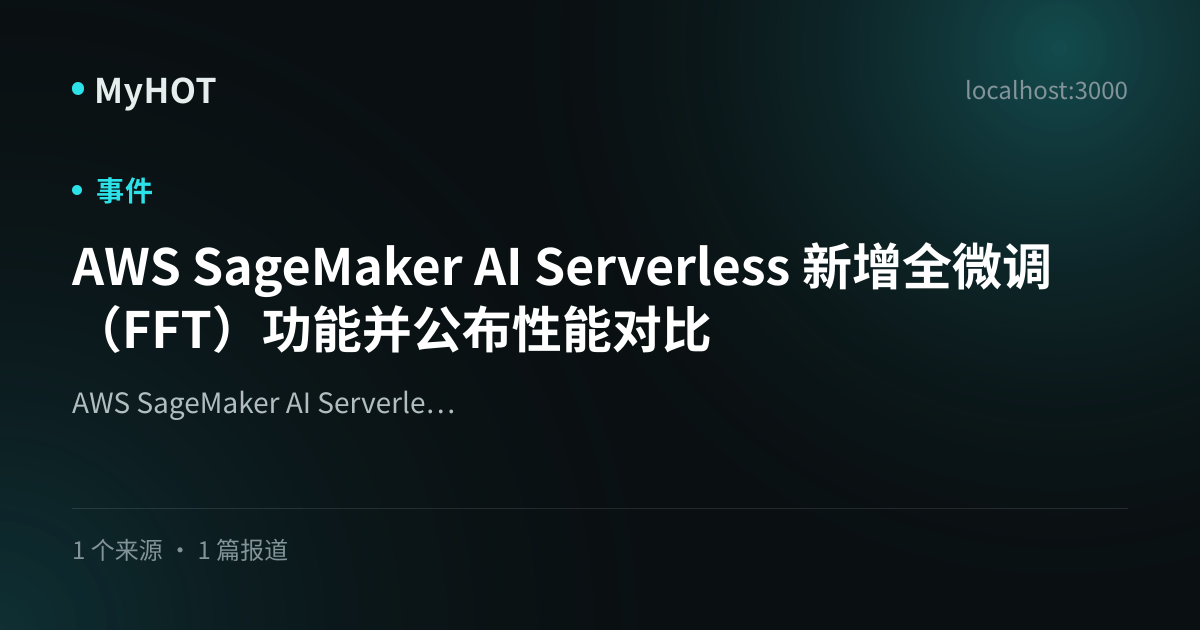 MyHOT
localhost:3000
事件
AWS SageMaker AI Serverless 新增全微调
（FFT）功能并公布性能对比
AWS SageMaker AI Serverle…
1 个来源 · 1 篇报道